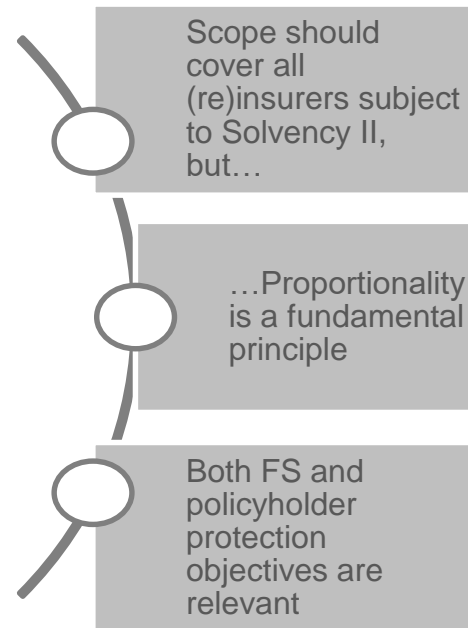 Scope should
cover all
(re)insurers subject
to Solvency II,
but…
…Proportionality
is a fundamental
principle
Both FS and
policyholder
protection
objectives are
relevant